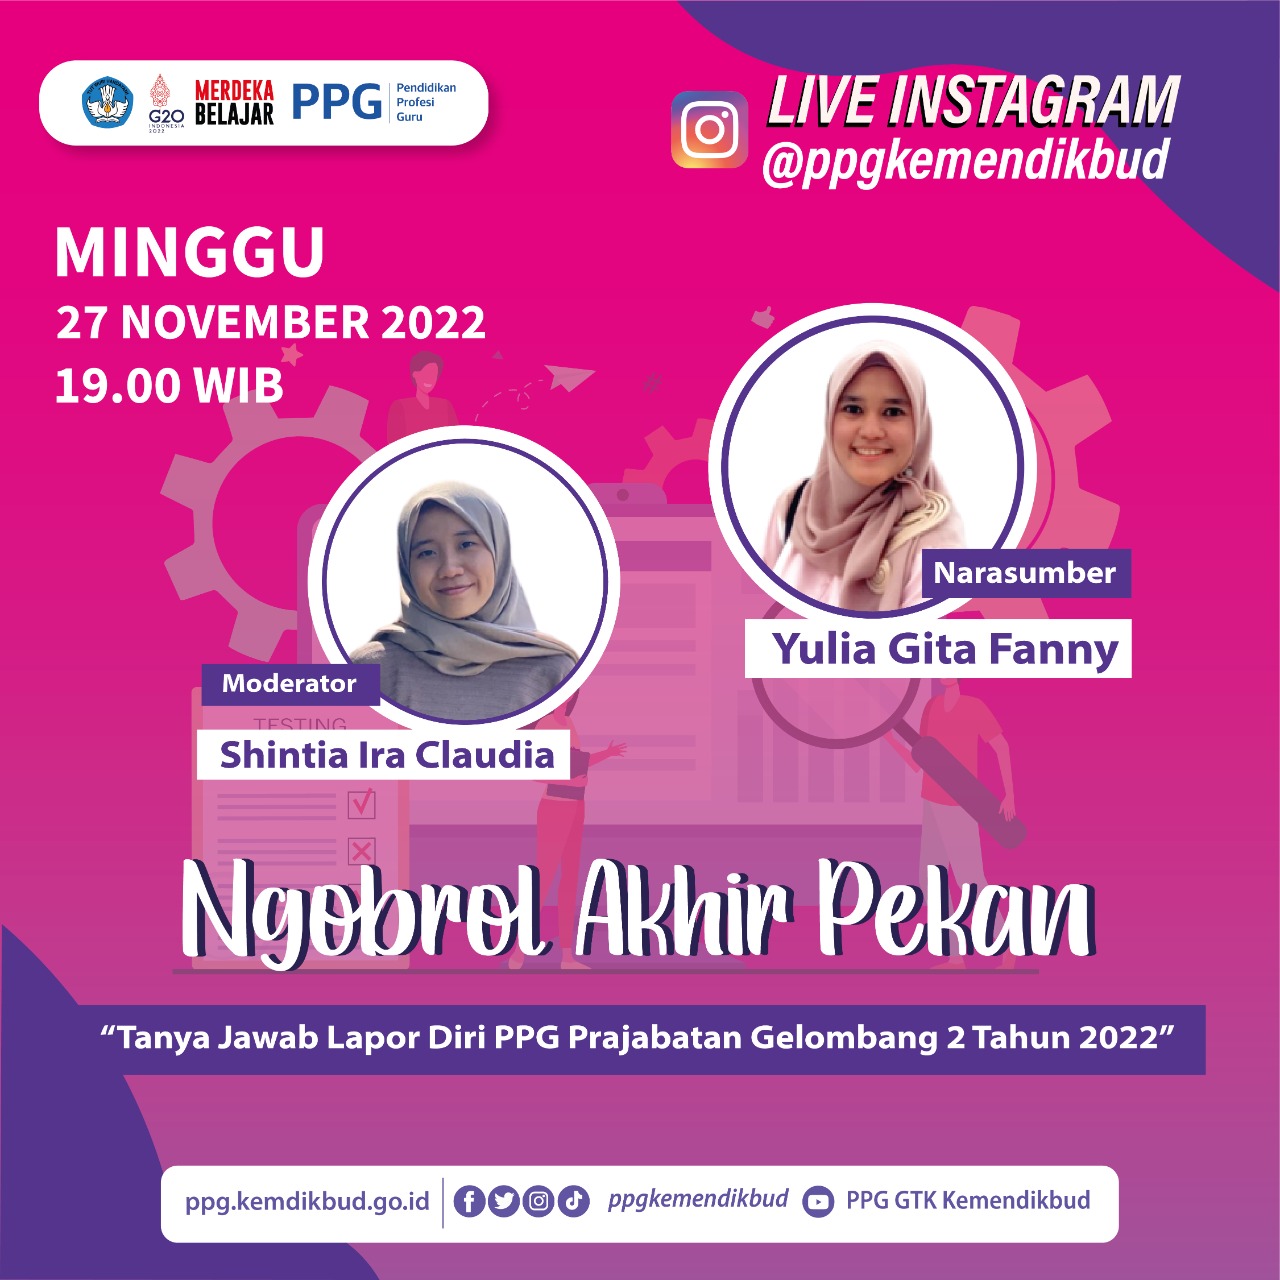 G20
INDONESIA
2022
MERDEKA
BELAJAR
PPG
Pendidikan
Profesi
Guru
LIVE INSTAGRAM
@ppgkemendikbud
MINGGU
27 NOVEMBER 2022
19.00 WIB
Narasumber
Yulia Gita Fanny
Moderator
TESTING
Shintia Ira Claudia
Ngobrol Akhir Pekan
“Tanya Jawab Lapor Diri PPG Prajabatan Gelombang 2 Tahun 2022”
ppg.kemdikbud.go.id
ppgkemendikbud
PPG GTK Kemendikbud